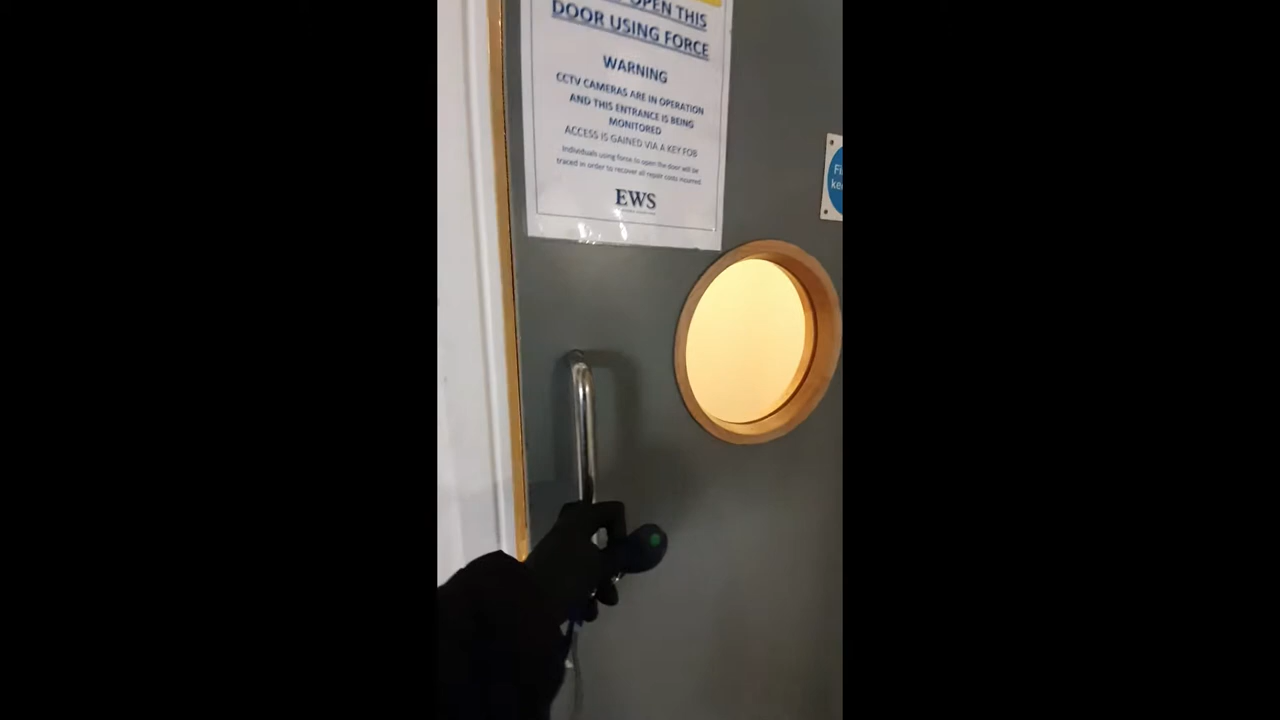 OPEN THIS
DOOR USING FORCE
WARNING
CCTV CAMERAS ARE IN OPERATION
AND THIS ENTRANCE IS BEING
MONITORED
ACCESS IS GAINED VIA A KEY FOB
Individuals using force to open the door will be
traced in order to recover all repair costs incurred.
EWS